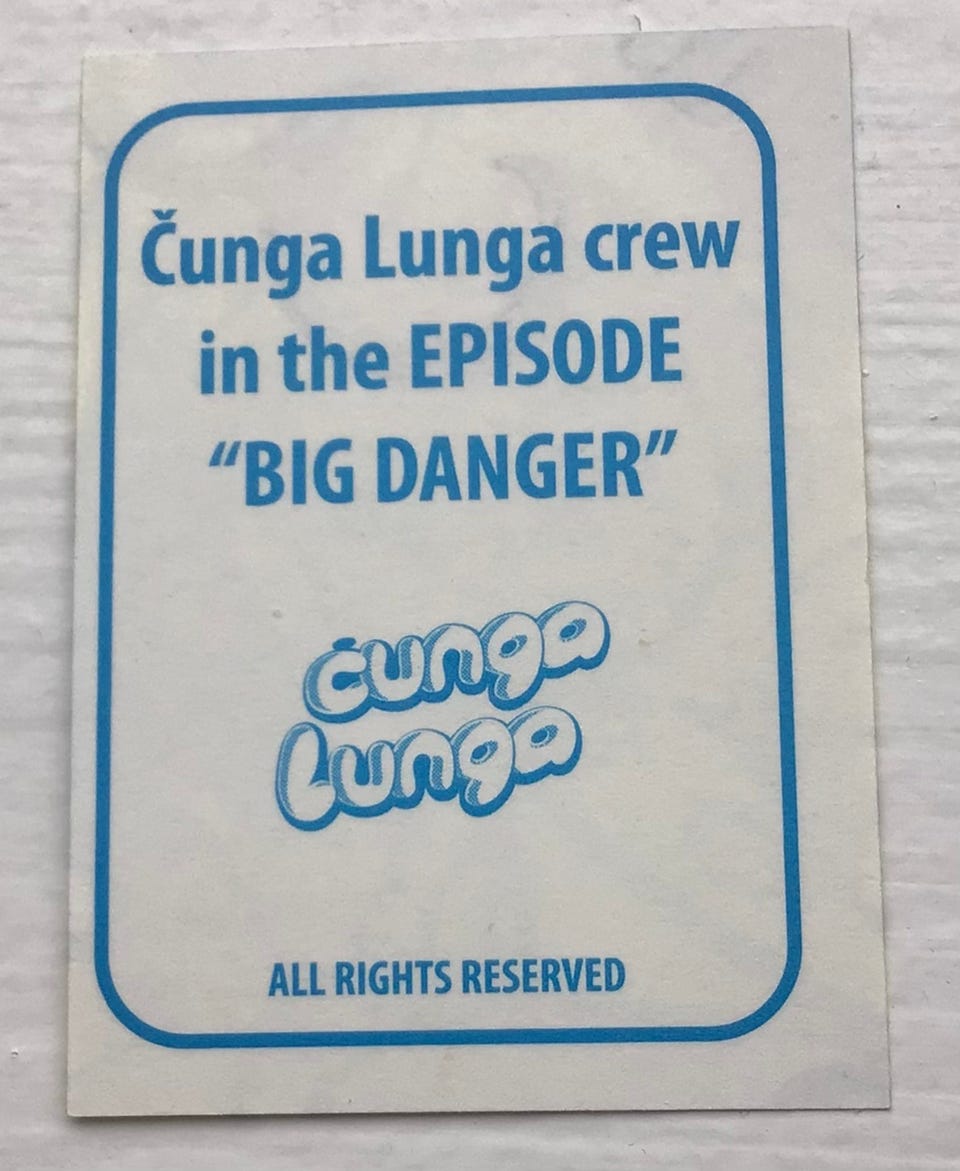 Čunga Lunga crew
in the EPISODE
“BIG DANGER”
čunga
Lunga
ALL RIGHTS RESERVED